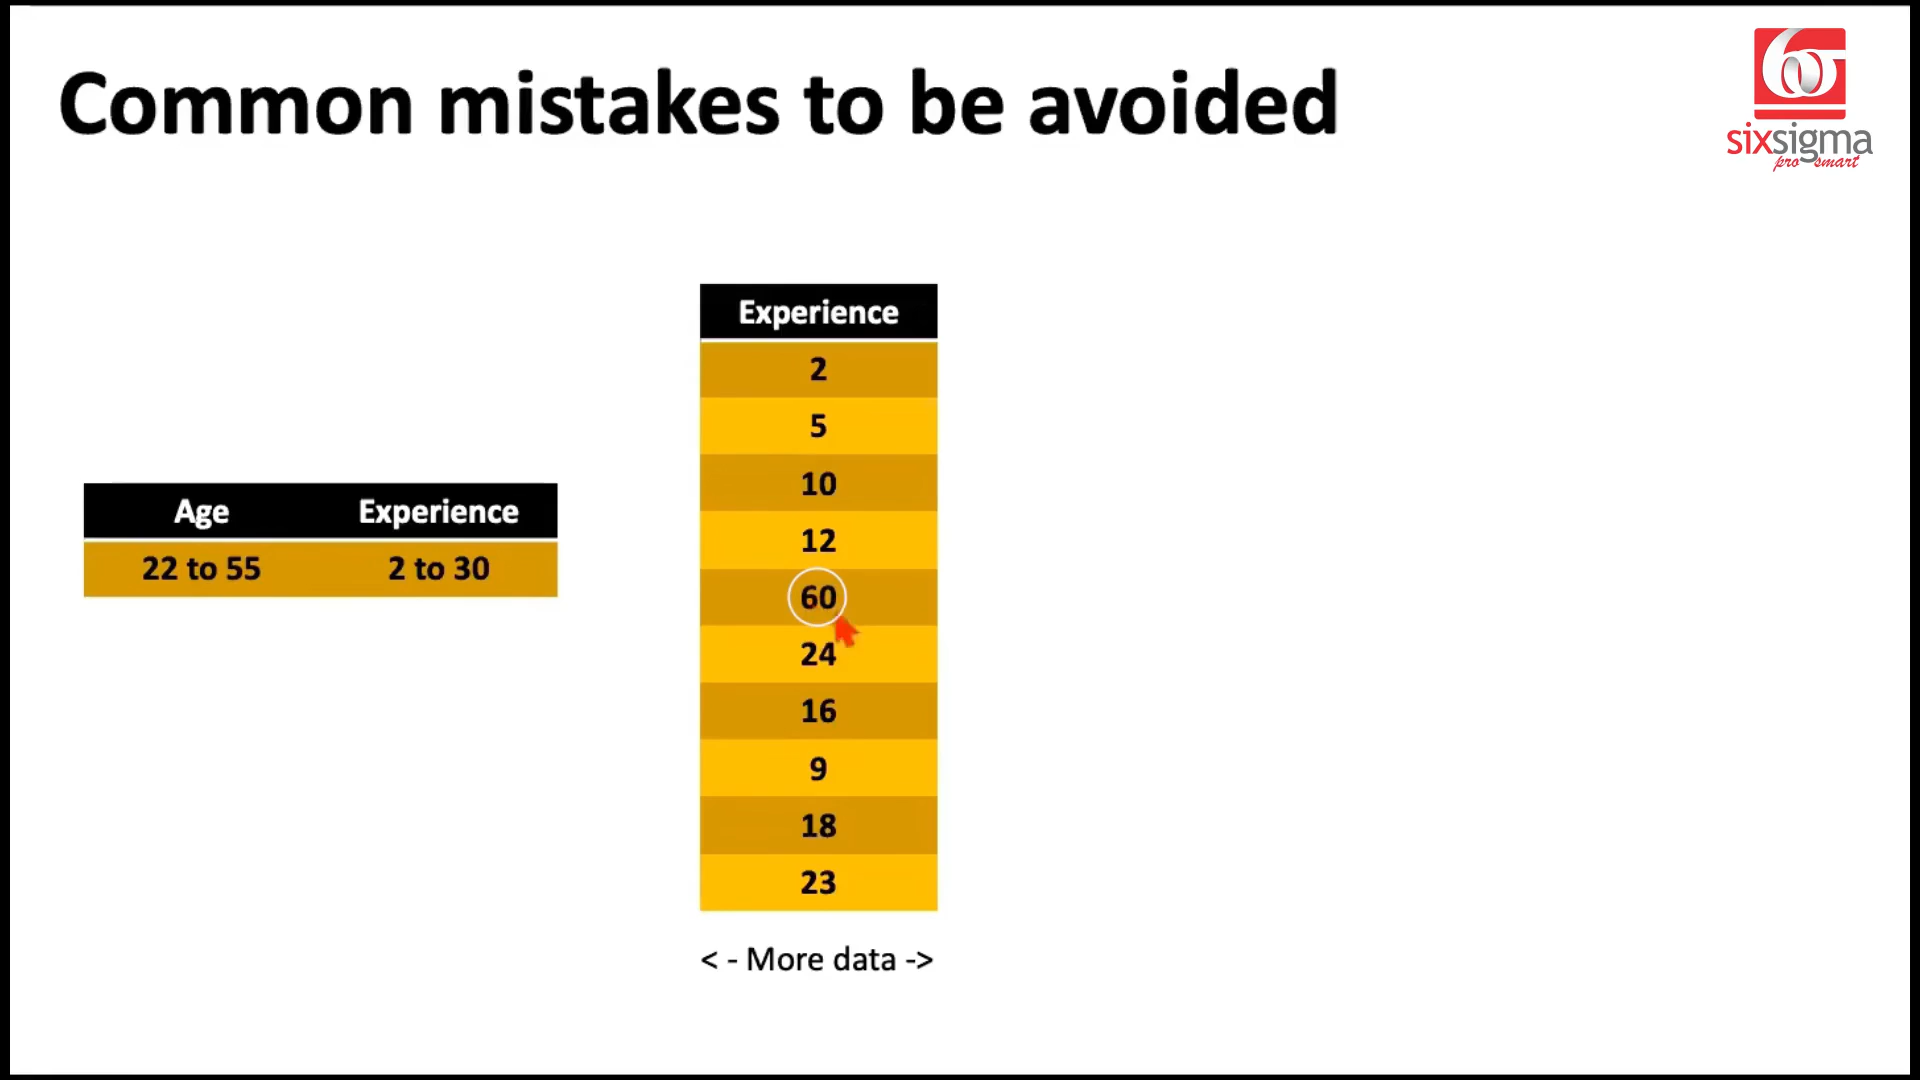 Common mistakes to be avoided
sixsigma
pro smart
Experience
2
5
10
12
60
24
16
9
18
23
< - More data ->
Age Experience
22 to 55 2 to 30